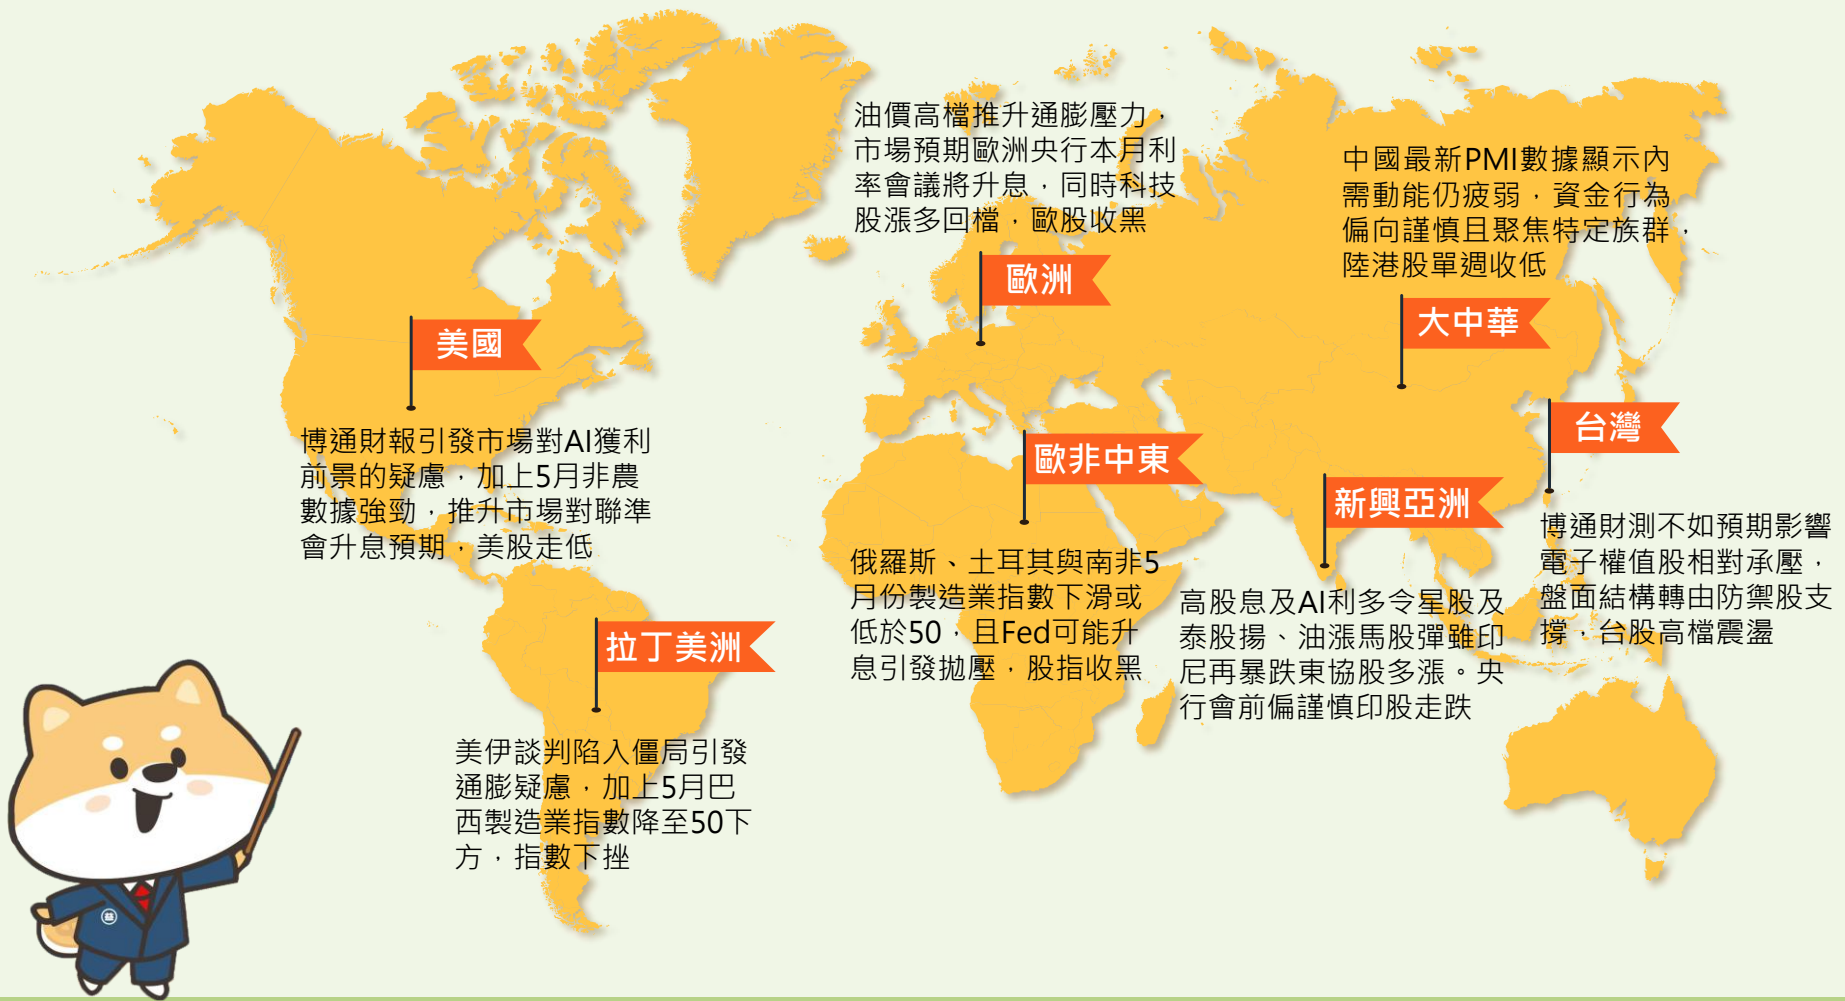 油價高檔推升通膨壓力，
市場預期歐洲央行本月利
率會議將升息，同時科技
股漲多回檔，歐股收黑
歐洲
中國最新PMI數據顯示內
需動能仍疲弱，資金行為
偏向謹慎且聚焦特定族群，
陸港股單週收低
大中華
美國
博通財報引發市場對AI獲利
前景的疑慮，加上5月非農
數據強勁，推升市場對聯準
會升息預期，美股走低
歐非中東
俄羅斯、土耳其與南非5
月份製造業指數下滑或
低於50，且Fed可能升
息引發拋壓，股指收黑
新興亞洲
高股息及AI利多令星股及
泰股揚、油漲馬股彈雖印
尼再暴跌東協股多漲。央
行會前偏謹慎印股走跌
台灣
博通財測不如預期影響
電子權值股相對承壓，
盤面結構轉由防禦股支
撐，台股高檔震盪
拉丁美洲
美伊談判陷入僵局引發
通膨疑慮，加上5月巴
西製造業指數降至50下
方，指數下挫
益